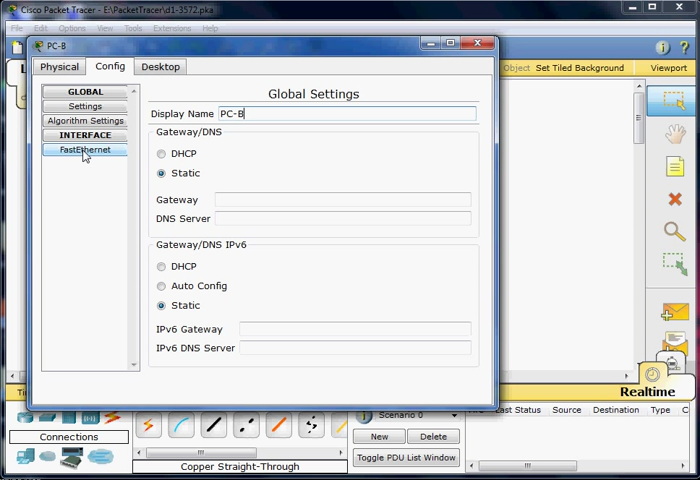 Cisco Packet Tracer - E:\PacketTracer\d1-3572.pka
File Edit Options View Tools Extensions Help
PC-B
Physical Config Desktop
Object Set Tiled Background Viewport
GLOBAL
Settings
Algorithm Settings
INTERFACE
FastEthernet
Global Settings
Display Name PC-B
Gateway/DNS
DHCP
Static
Gateway
DNS Server
Gateway/DNS IPv6
DHCP
Auto Config
Static
IPv6 Gateway
IPv6 DNS Server
Realtime
Connections
Copper Straight-Through
Scenario 0
New Delete
Toggle PDU List Window
Last Status Source Destination Type C